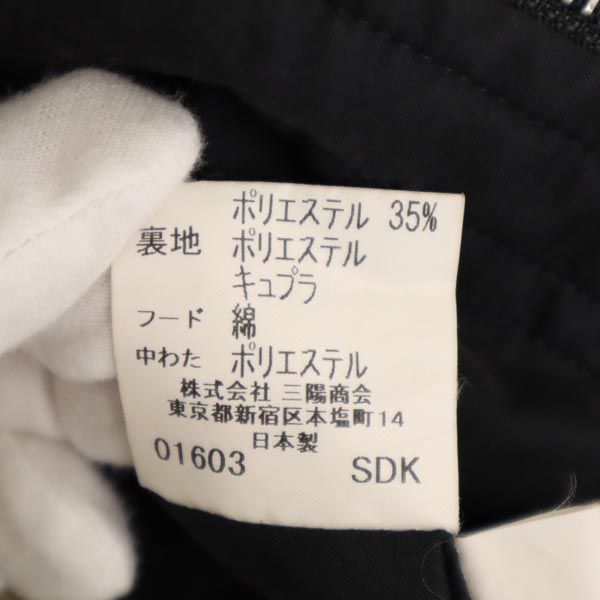 ポリエステル 35%
裏地 ポリエステル
キュプラ
フード 綿
中わた ポリエステル
株式会社 三陽商会
東京都新宿区本塩町14
日本製
01603 SDK